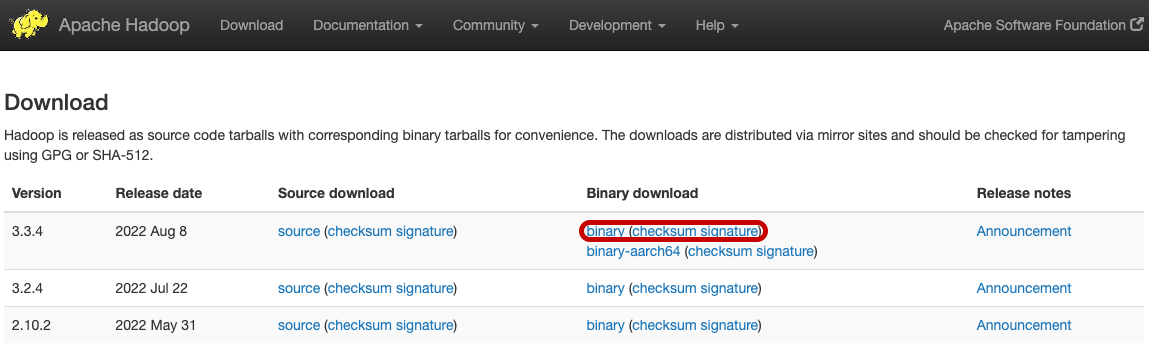 Apache Hadoop Download Documentation Community Development Help Apache Software Foundation
Download
Hadoop is released as source code tarballs with corresponding binary tarballs for convenience. The downloads are distributed via mirror sites and should be checked for tampering
using GPG or SHA-512.
Version Release date Source download Binary download Release notes
3.3.4 2022 Aug 8 source (checksum signature) binary (checksum signature) Announcement
binary-aarch64 (checksum signature)
3.2.4 2022 Jul 22 source (checksum signature) binary (checksum signature) Announcement
2.10.2 2022 May 31 source (checksum signature) binary (checksum signature) Announcement